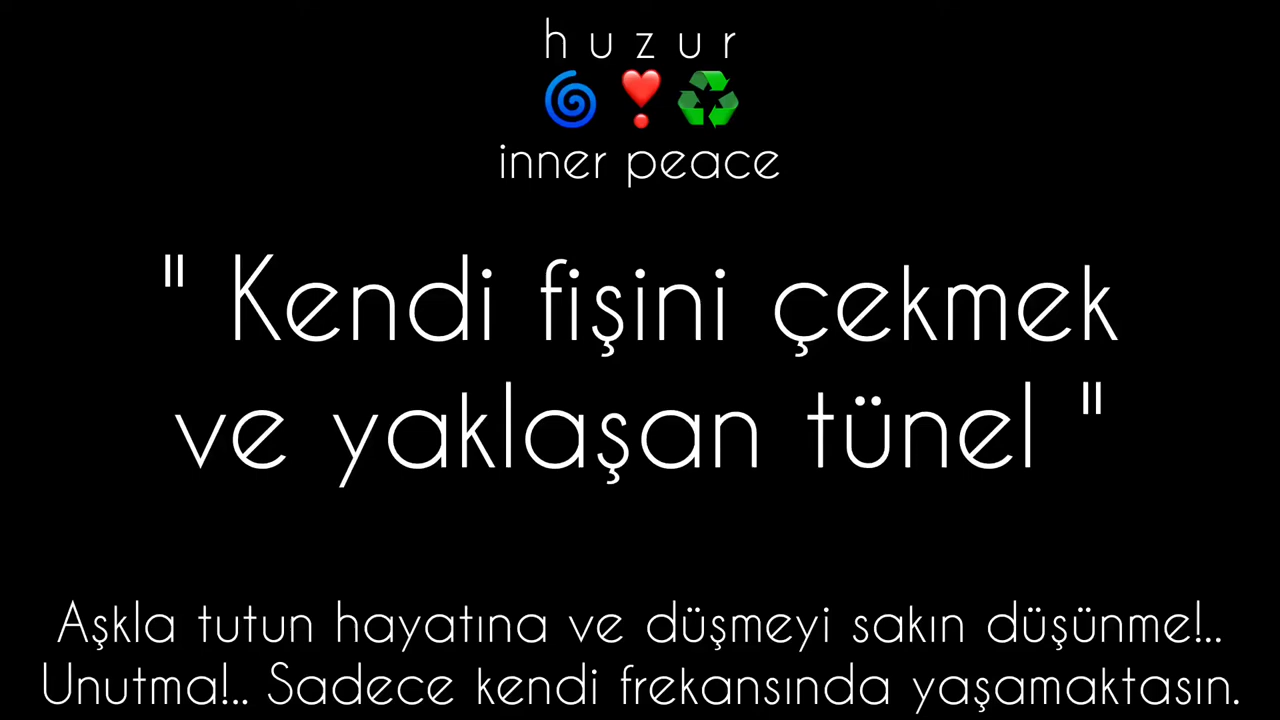 h u z u r
🌀❣️♻️
inner peace
" Kendi fişini çekmek
ve yaklaşan tünel "
Aşkla tutun hayatına ve düşmeyi sakın düşünme!..
Unutma!.. Sadece kendi frekansında yaşamaktasın.